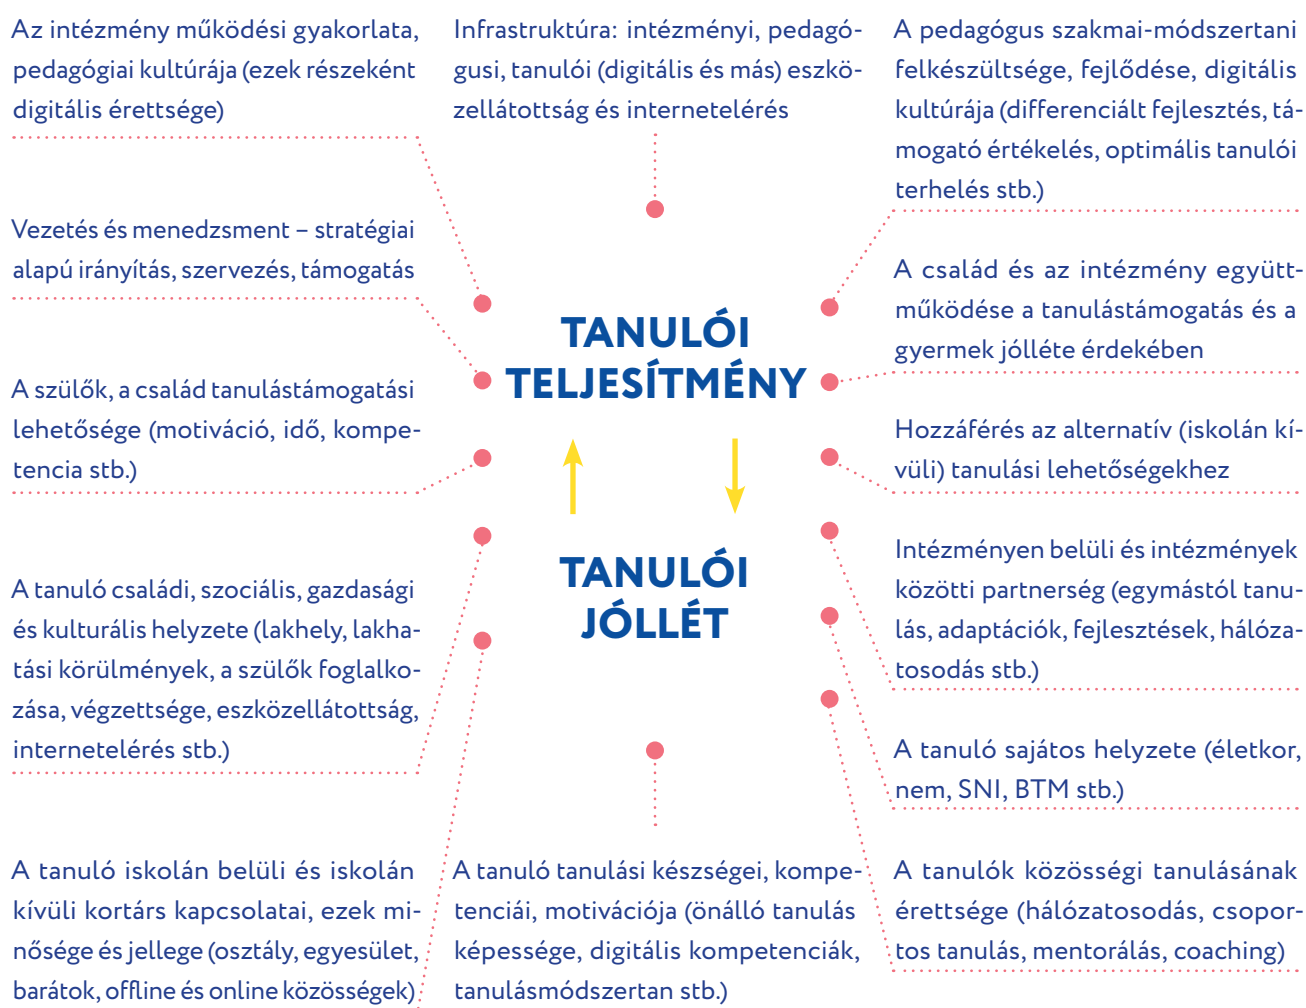 Az intézmény működési gyakorlata,
pedagógiai kultúrája (ezek részeként
digitális érettsége)
Infrastruktúra: intézményi, pedagó-
gusi, tanulói (digitális és más) eszkö-
zellátottság és internetelérés
A pedagógus szakmai-módszertani
felkészültsége, fejlődése, digitális
kultúrája (differenciált fejlesztés, tá-
mogató értékelés, optimális tanulói
terhelés stb.)
Vezetés és menedzsment – stratégiai
alapú irányítás, szervezés, támogatás
A család és az intézmény együtt-
működése a tanulástámogatás és a
gyermek jólléte érdekében
TANULÓI
TELJESÍTMÉNY
A szülők, a család tanulástámogatási
lehetősége (motiváció, idő, kompe-
tencia stb.)
Hozzáférés az alternatív (iskolán kí-
vüli) tanulási lehetőségekhez
TANULÓI
JÓLLÉT
Intézményen belüli és intézmények
közötti partnerség (egymástól tanu-
lás, adaptációk, fejlesztések, hálóza-
tosodás stb.)
A tanuló családi, szociális, gazdasági
és kulturális helyzete (lakhely, lakha-
tási körülmények, a szülők foglalko-
zása, végzettsége, eszközellátottság,
internetelérés stb.)
A tanuló sajátos helyzete (életkor,
nem, SNI, BTM stb.)
A tanuló iskolán belüli és iskolán
kívüli kortárs kapcsolatai, ezek mi-
nősége és jellege (osztály, egyesület,
barátok, offline és online közösségek)
A tanuló tanulási készségei, kompe-
tenciái, motivációja (önálló tanulás
képessége, digitális kompetenciák,
tanulásmódszertan stb.)
A tanulók közösségi tanulásának
érettsége (hálózatosodás, csopor-
tos tanulás, mentorálás, coaching)